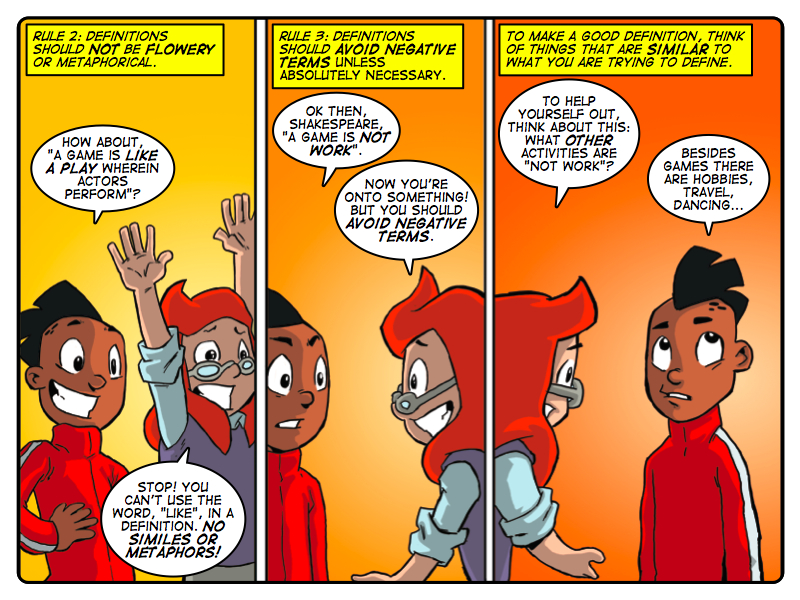 RULE 2: DEFINITIONS
SHOULD NOT BE FLOWERY
OR METAPHORICAL.
HOW ABOUT,
"A GAME IS LIKE
A PLAY WHEREIN
ACTORS
PERFORM"?
STOP! YOU
CAN'T USE THE
WORD, "LIKE", IN A
DEFINITION. NO
SIMILES OR
METAPHORS!
RULE 3: DEFINITIONS
SHOULD AVOID NEGATIVE
TERMS UNLESS
ABSOLUTELY NECESSARY.
OK THEN,
SHAKESPEARE,
"A GAME IS NOT
WORK".
NOW YOU'RE
ONTO SOMETHING!
BUT YOU SHOULD
AVOID NEGATIVE
TERMS.
TO MAKE A GOOD DEFINITION, THINK
OF THINGS THAT ARE SIMILAR TO
WHAT YOU ARE TRYING TO DEFINE.
TO HELP
YOURSELF OUT,
THINK ABOUT THIS:
WHAT OTHER
ACTIVITIES ARE
"NOT WORK"?
BESIDES
GAMES THERE
ARE HOBBIES,
TRAVEL,
DANCING...